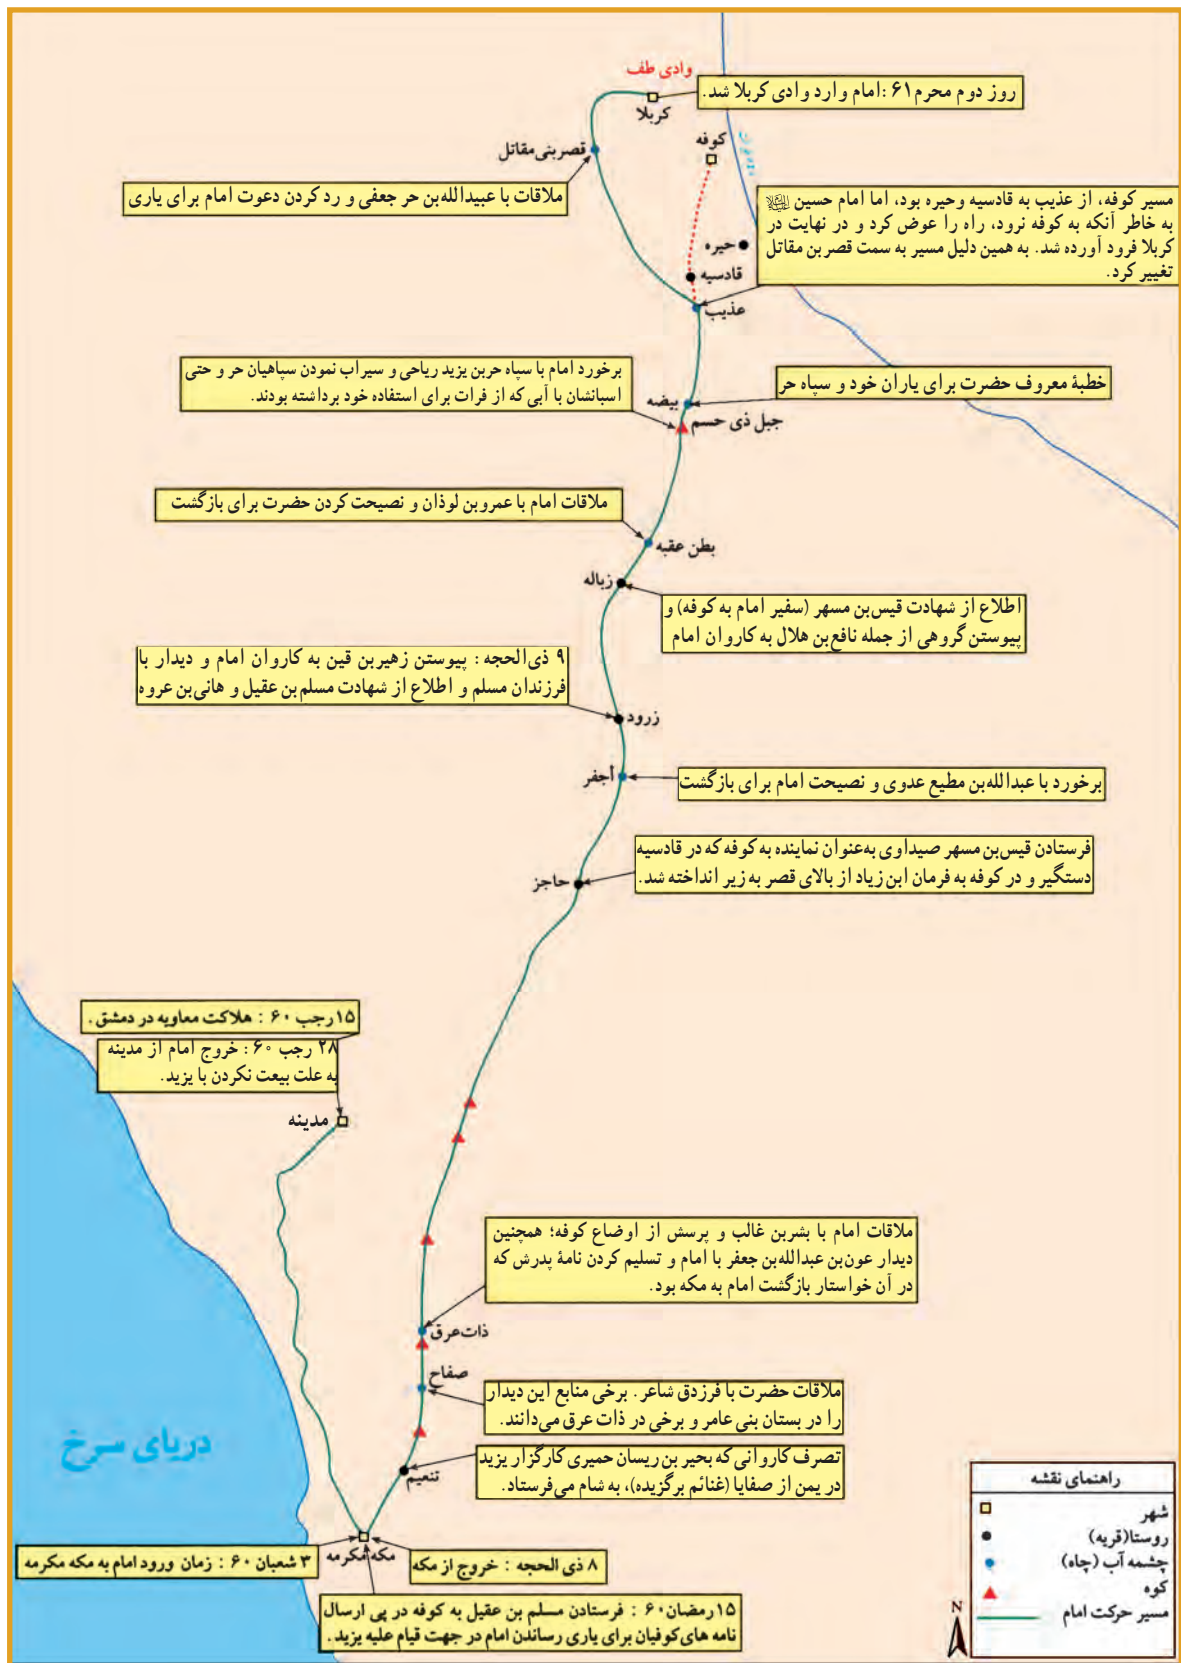 وادی طف
روز دوم محرم ۶۱ :امام وارد وادی کربلا شد.
کربلا
کوفه
قصربنی‌مقاتل
ملاقات با عبیدالله‌بن حر جعفی و رد کردن دعوت امام برای یاری
مسیر کوفه، از عذیب به قادسیه وحیره بود، اما امام حسین
به خاطر آنکه به کوفه نرود، راه را عوض کرد و در نهایت در
کربلا فرود آورده شد. به همین دلیل مسیر به سمت قصربن مقاتل
تغییر کرد.
حیره
قادسیه
عذیب
برخورد امام با سپاه حربن یزید ریاحی و سیراب نمودن سپاهیان حر و حتی
اسبانشان با آبی که از فرات برای استفاده خود برداشته بودند.
خطبهٔ معروف حضرت برای یاران خود و سپاه حر
بیضه
جبل ذی حسم
ملاقات امام با عمروبن لوذان و نصیحت کردن حضرت برای بازگشت
بطن عقبه
زباله
اطلاع از شهادت قیس‌بن مسهر (سفیر امام به کوفه) و
پیوستن گروهی از جمله نافع‌بن هلال به کاروان امام
۹ ذی‌الحجه : پیوستن زهیربن قین به کاروان امام و دیدار با
فرزندان مسلم و اطلاع از شهادت مسلم‌بن عقیل و هانی‌بن عروه
زرود
أجفر
برخورد با عبدالله‌بن مطیع عدوی و نصیحت امام برای بازگشت
فرستادن قیس‌بن مسهر صیداوی به‌عنوان نماینده به کوفه که در قادسیه
دستگیر و در کوفه به فرمان ابن زیاد از بالای قصر به زیر انداخته شد.
حاجز
۱۵رجب ۶۰ : هلاکت معاویه در دمشق.
۲۸ رجب ۶۰ : خروج امام از مدینه
به علت بیعت نکردن با یزید.
مدینه
ملاقات امام با بشربن غالب و پرسش از اوضاع کوفه؛ همچنین
دیدار عون‌بن عبدالله‌بن جعفر با امام و تسلیم کردن نامهٔ پدرش که
در آن خواستار بازگشت امام به مکه بود.
ذات‌عرق
صفاح
ملاقات حضرت با فرزدق شاعر. برخی منابع این دیدار
را در بستان بنی عامر و برخی در ذات عرق می‌دانند.
تصرف کاروانی که بحیر بن ریسان حمیری کارگزار یزید
در یمن از صفایا (غنائم برگزیده)، به شام می‌فرستاد.
تنعیم
دریای سرخ
مکه مکرمه
۳ شعبان ۶۰ : زمان ورود امام به مکه مکرمه
۸ ذی الحجه : خروج از مکه
۱۵رمضان۶۰ : فرستادن مسلم بن عقیل به کوفه در پی ارسال
نامه های‌کوفیان برای یاری رساندن امام در جهت قیام علیه یزید.
راهنمای نقشه
شهر
روستا(قریه)
چشمه آب (چاه)
کوه
مسیر حرکت امام
N